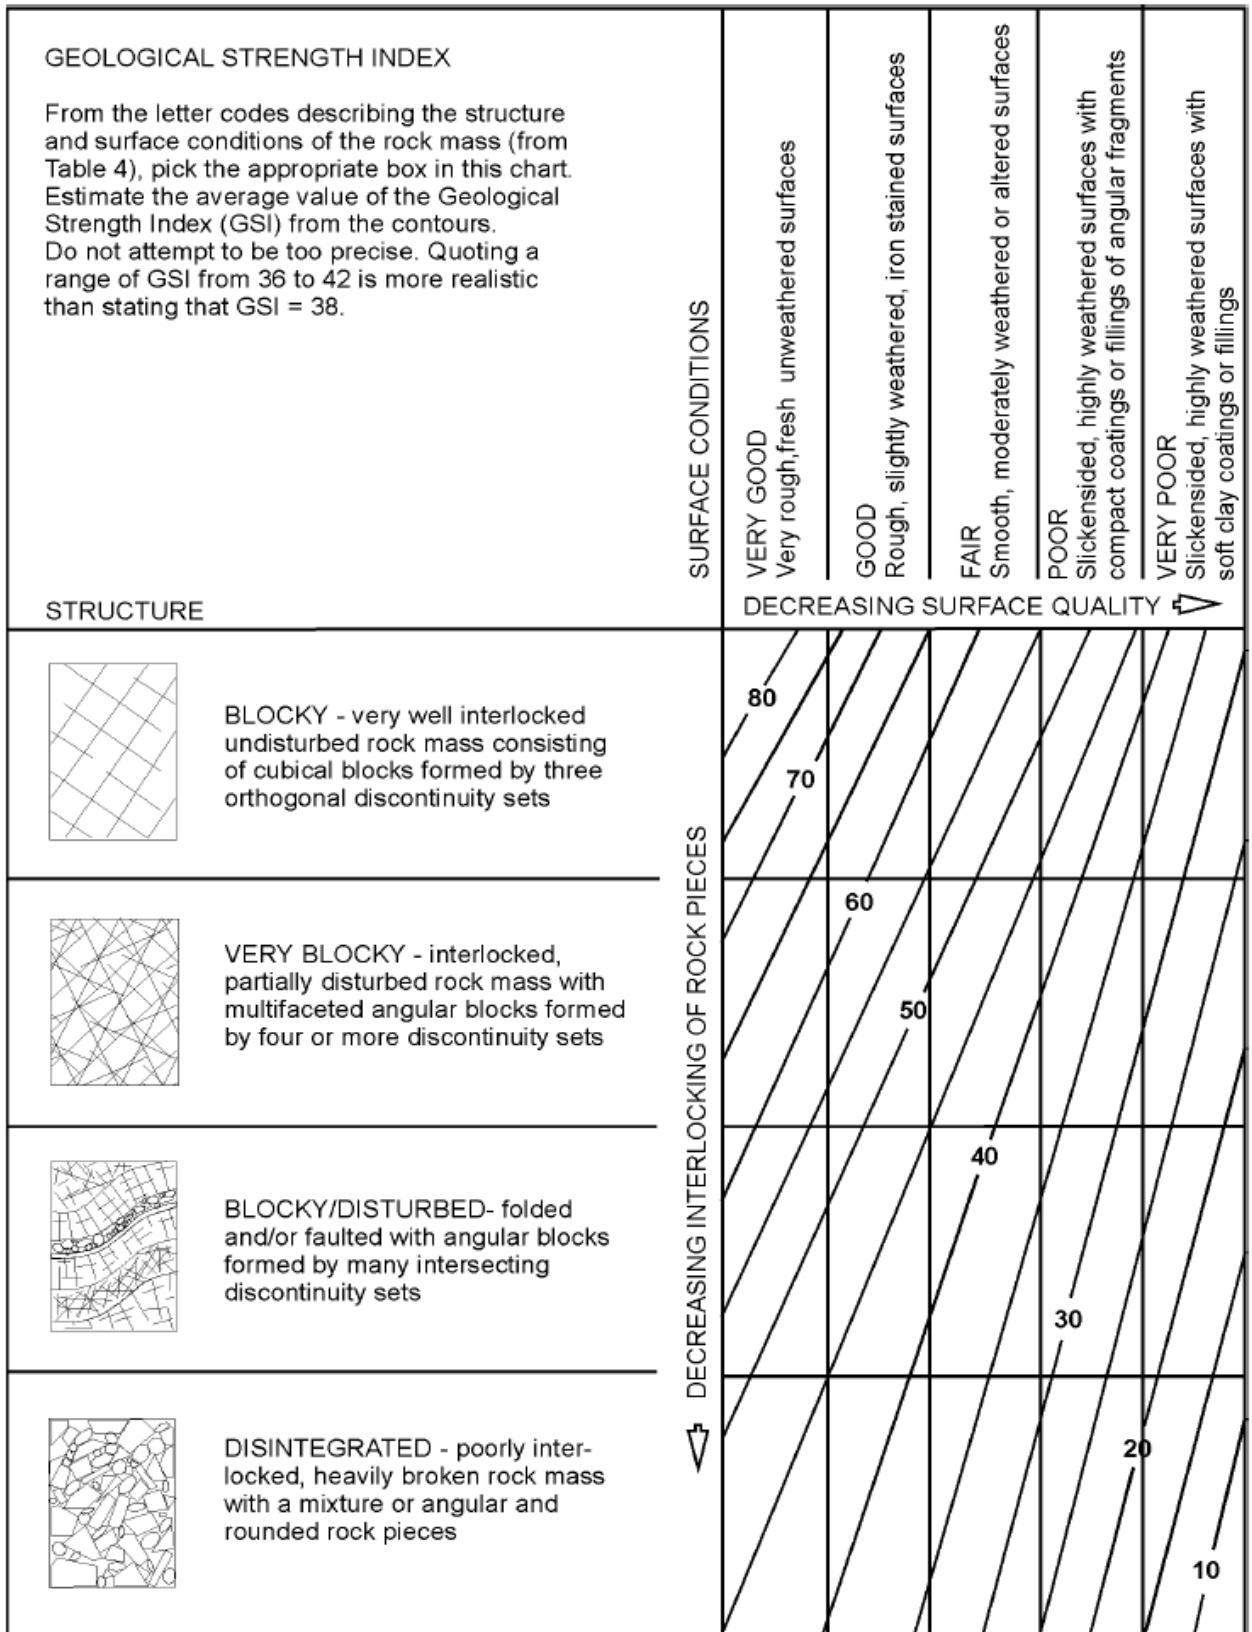 GEOLOGICAL STRENGTH INDEX
From the letter codes describing the structure
and surface conditions of the rock mass (from
Table 4), pick the appropriate box in this chart.
Estimate the average value of the Geological
Strength Index (GSI) from the contours.
Do not attempt to be too precise. Quoting a
range of GSI from 36 to 42 is more realistic
than stating that GSI = 38.
SURFACE CONDITIONS
VERY GOOD
Very rough,fresh unweathered surfaces
GOOD
Rough, slightly weathered, iron stained surfaces
FAIR
Smooth, moderately weathered or altered surfaces
POOR
Slickensided, highly weathered surfaces with
compact coatings or fillings of angular fragments
VERY POOR
Slickensided, highly weathered surfaces with
soft clay coatings or fillings
STRUCTURE
DECREASING SURFACE QUALITY
BLOCKY - very well interlocked
undisturbed rock mass consisting
of cubical blocks formed by three
orthogonal discontinuity sets
VERY BLOCKY - interlocked,
partially disturbed rock mass with
multifaceted angular blocks formed
by four or more discontinuity sets
BLOCKY/DISTURBED- folded
and/or faulted with angular blocks
formed by many intersecting
discontinuity sets
DISINTEGRATED - poorly inter-
locked, heavily broken rock mass
with a mixture or angular and
rounded rock pieces
DECREASING INTERLOCKING OF ROCK PIECES
80
70
60
50
40
30
20
10